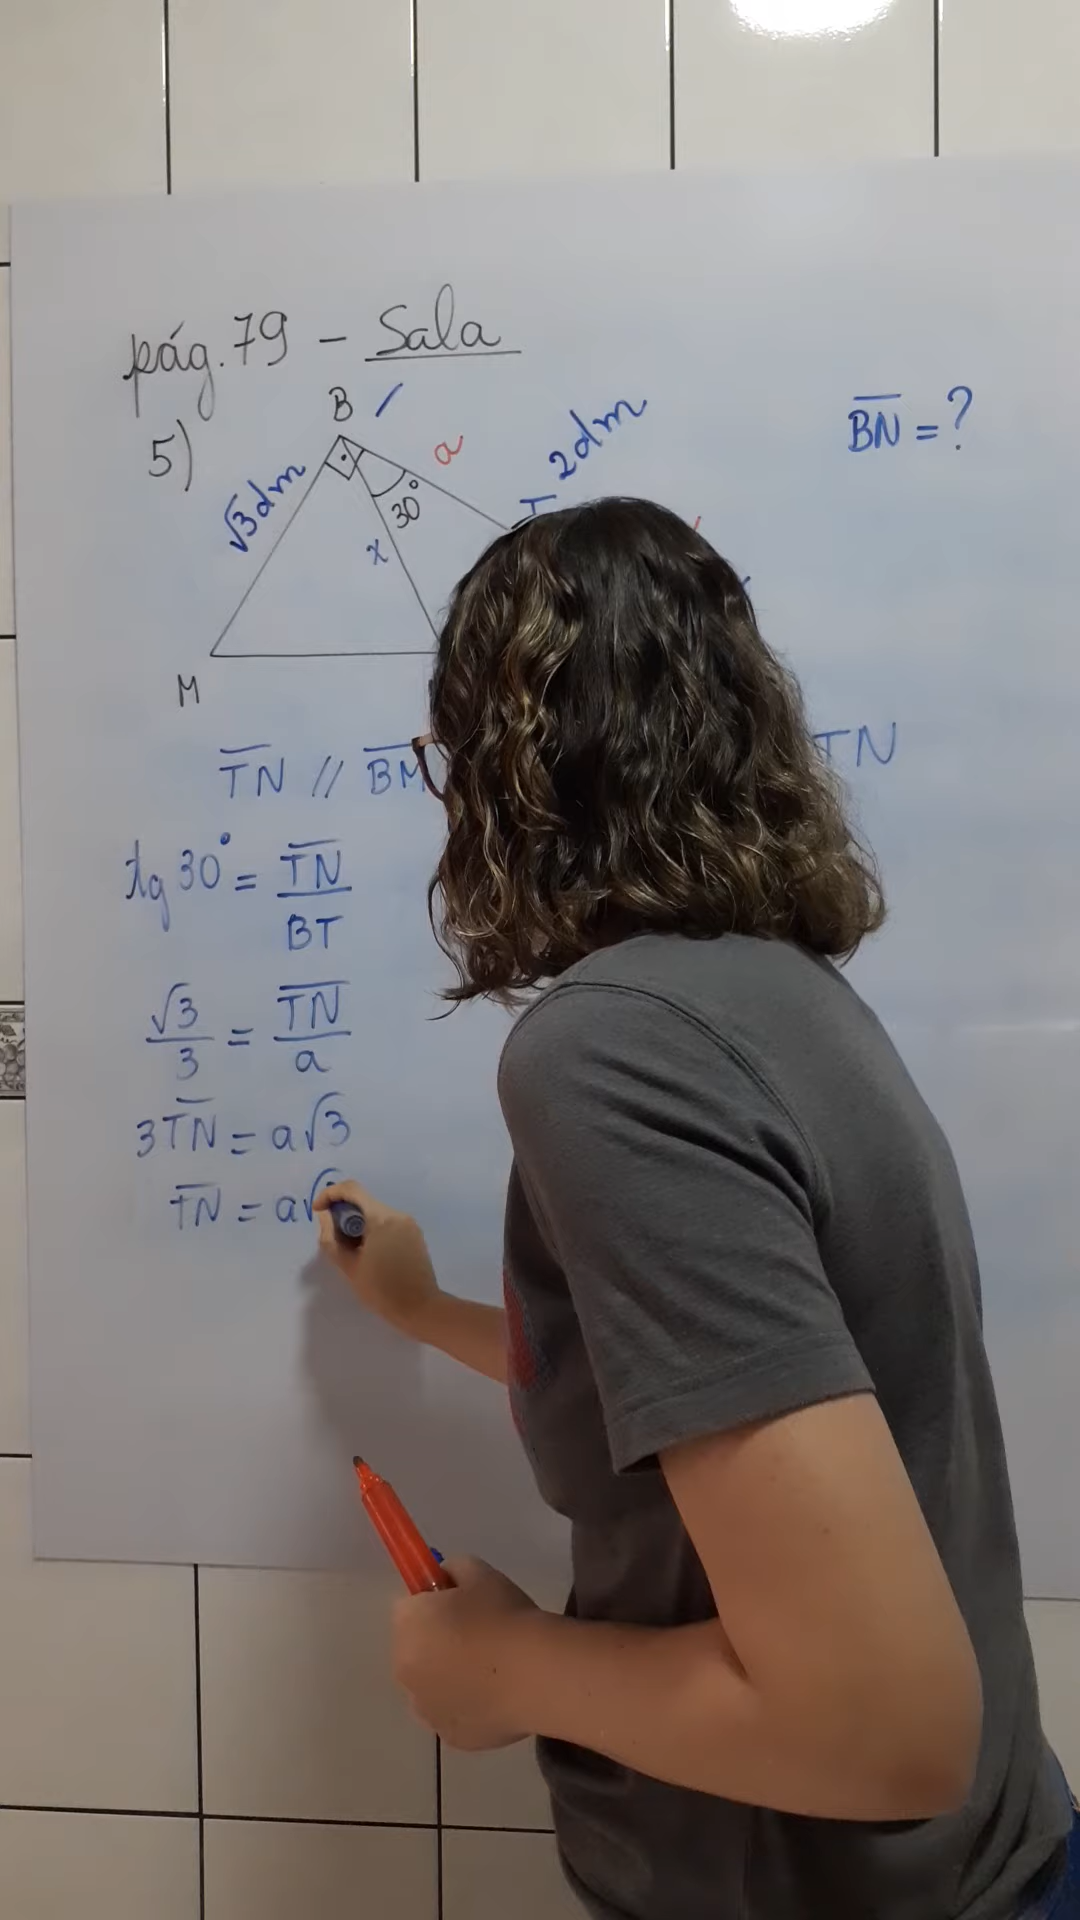 pág. 79 - Sala
5)
B
a
2dm
T
√3dm
30°
x
M
BN = ?
TN // BM
TN
tg 30° = TN / BT
√3 / 3 = TN / a
3TN = a√3
TN = a√